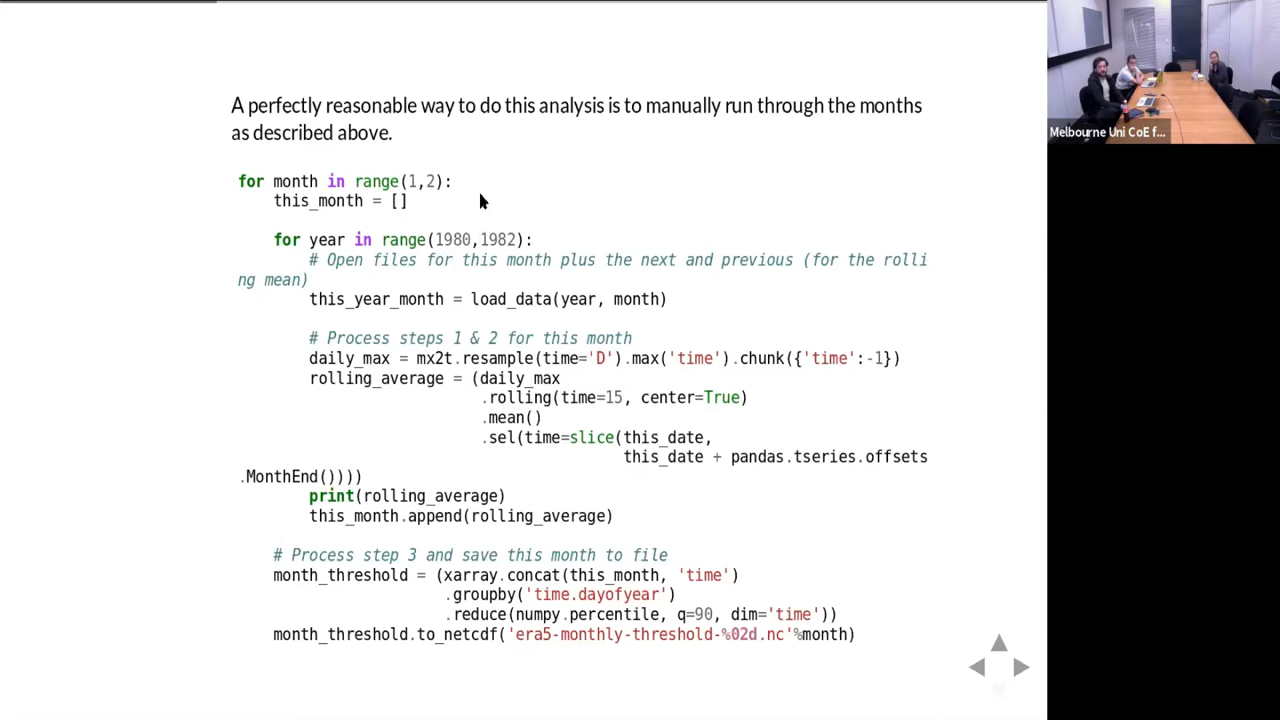 A perfectly reasonable way to do this analysis is to manually run through the months
as described above.
for month in range(1,2):
    this_month = []
    for year in range(1980,1982):
        # Open files for this month plus the next and previous (for the rolli
ng mean)
        this_year_month = load_data(year, month)
        # Process steps 1 & 2 for this month
        daily_max = mx2t.resample(time='D').max('time').chunk({'time':-1})
        rolling_average = (daily_max
                           .rolling(time=15, center=True)
                           .mean()
                           .sel(time=slice(this_date,
                                           this_date + pandas.tseries.offsets
.MonthEnd())))
        print(rolling_average)
        this_month.append(rolling_average)
    # Process step 3 and save this month to file
    month_threshold = (xarray.concat(this_month, 'time')
                       .groupby('time.dayofyear')
                       .reduce(numpy.percentile, q=90, dim='time'))
    month_threshold.to_netcdf('era5-monthly-threshold-%02d.nc'%month)
Melbourne Uni CoE f...